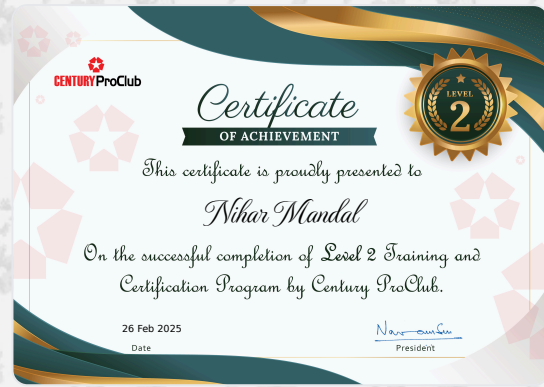 CENTURY ProClub
Certificate
OF ACHIEVEMENT
LEVEL
2
This certificate is proudly presented to
Nihar Mandal
On the successful completion of Level 2 Training and
Certification Program by Century ProClub.
26 Feb 2025
Date
President